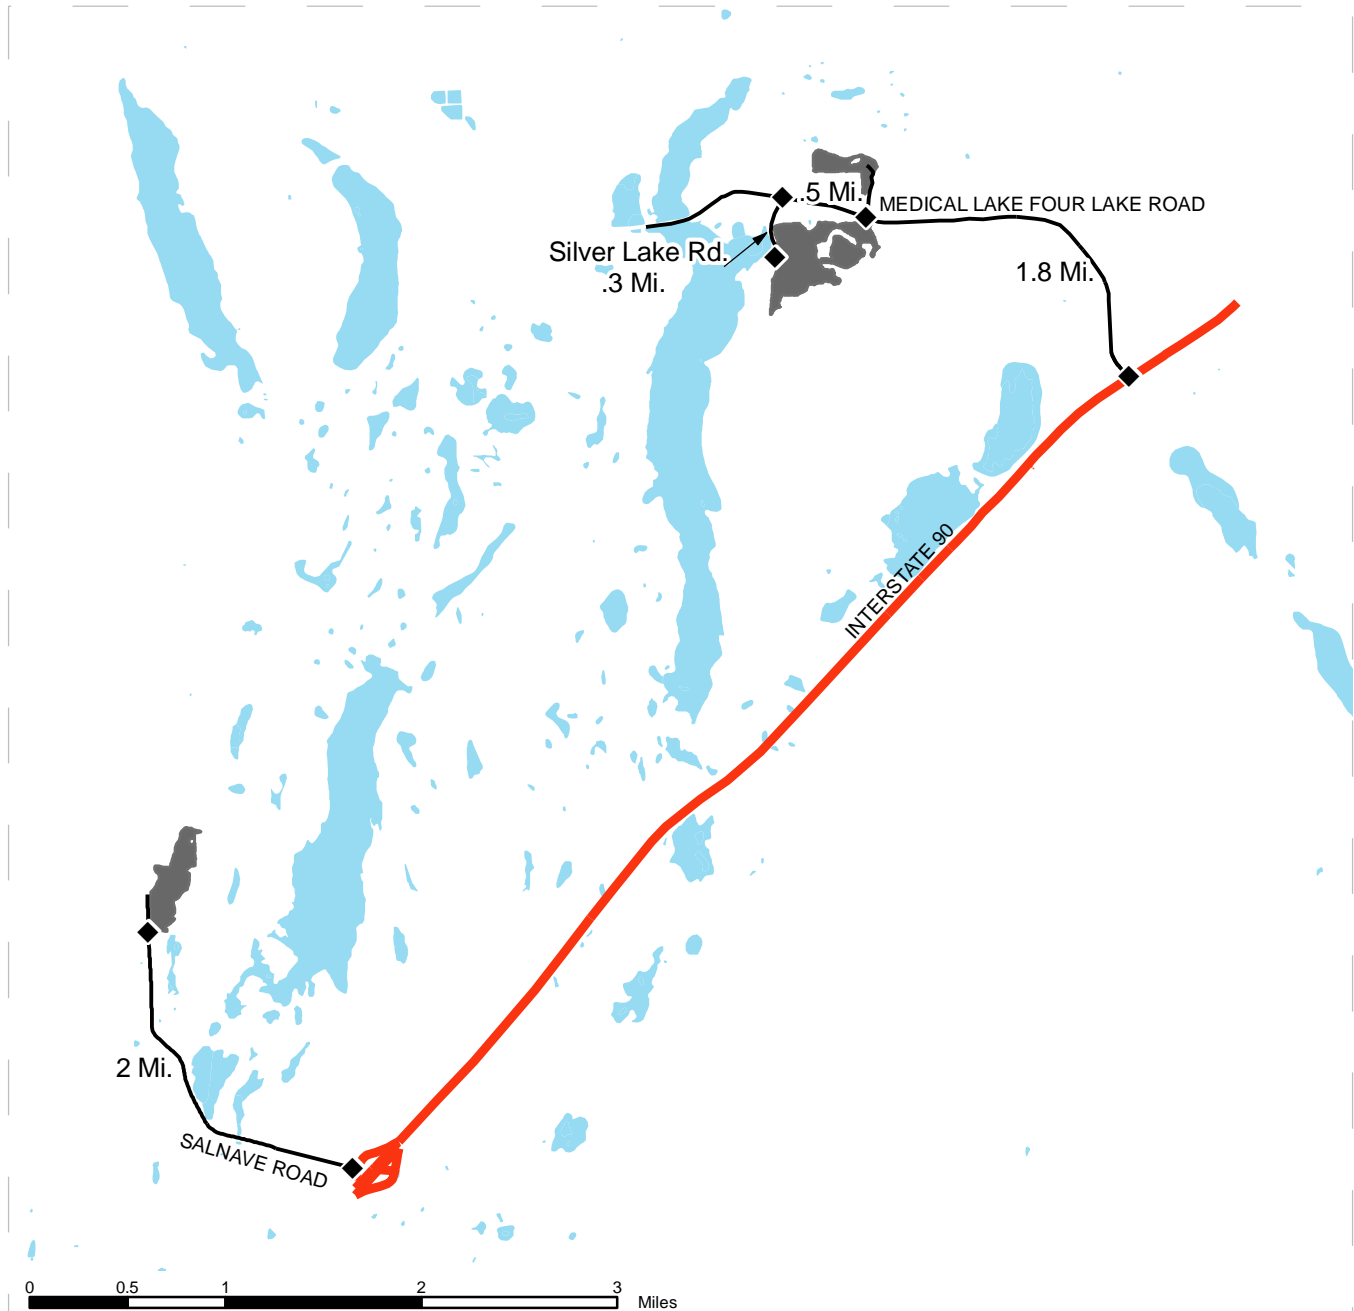 .5 Mi.
MEDICAL LAKE FOUR LAKE ROAD
Silver Lake Rd.
.3 Mi.
1.8 Mi.
INTERSTATE 90
2 Mi.
SALNAVE ROAD
0 0.5 1 2 3
Miles